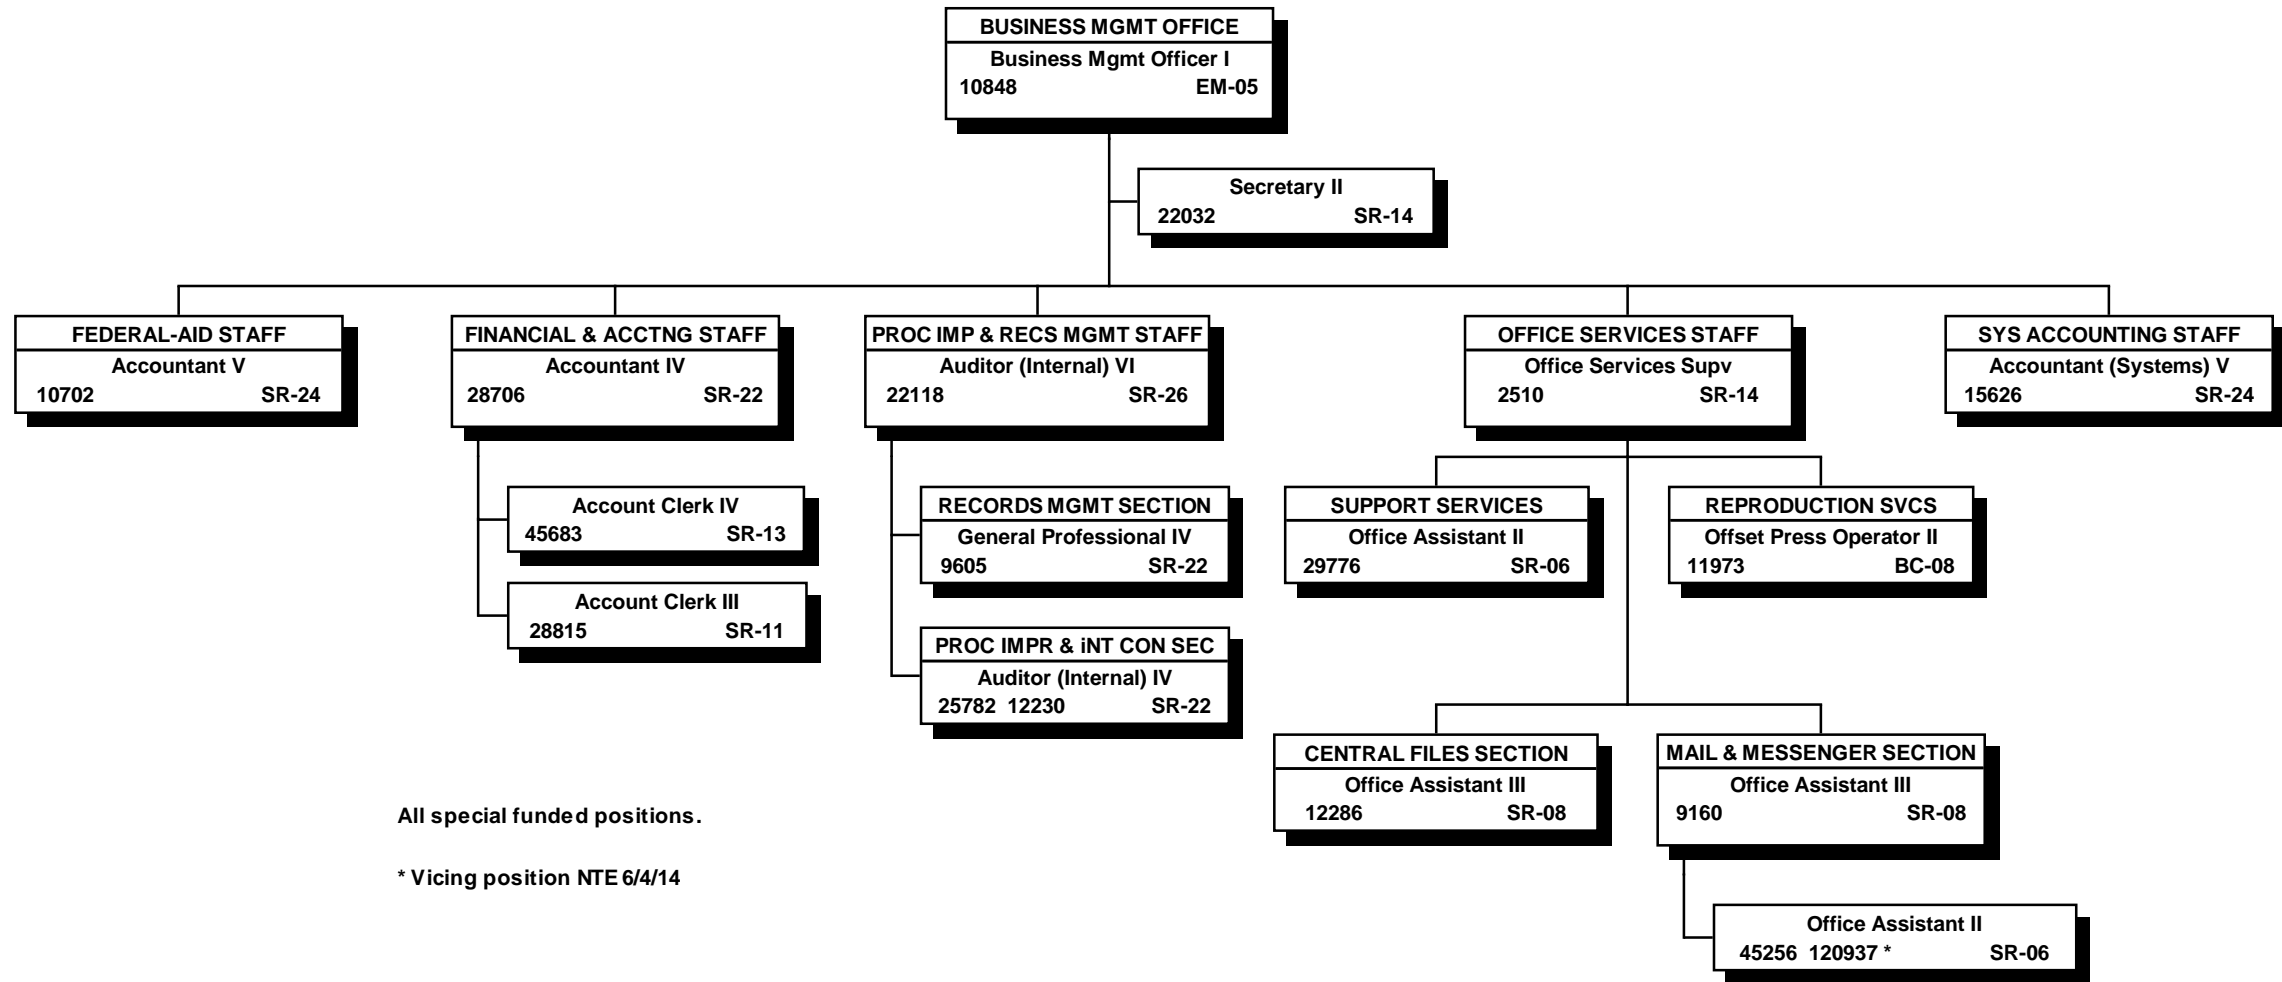 BUSINESS MGMT OFFICE
Business Mgmt Officer I
10848 EM-05
Secretary II
22032 SR-14
FEDERAL-AID STAFF
Accountant V
10702 SR-24
FINANCIAL & ACCTNG STAFF
Accountant IV
28706 SR-22
Account Clerk IV
45683 SR-13
Account Clerk III
28815 SR-11
PROC IMP & RECS MGMT STAFF
Auditor (Internal) VI
22118 SR-26
RECORDS MGMT SECTION
General Professional IV
9605 SR-22
PROC IMPR & iNT CON SEC
Auditor (Internal) IV
25782 12230 SR-22
OFFICE SERVICES STAFF
Office Services Supv
2510 SR-14
SUPPORT SERVICES
Office Assistant II
29776 SR-06
REPRODUCTION SVCS
Offset Press Operator II
11973 BC-08
CENTRAL FILES SECTION
Office Assistant III
12286 SR-08
MAIL & MESSENGER SECTION
Office Assistant III
9160 SR-08
Office Assistant II
45256 120937 * SR-06
SYS ACCOUNTING STAFF
Accountant (Systems) V
15626 SR-24
All special funded positions.
* Vicing position NTE 6/4/14